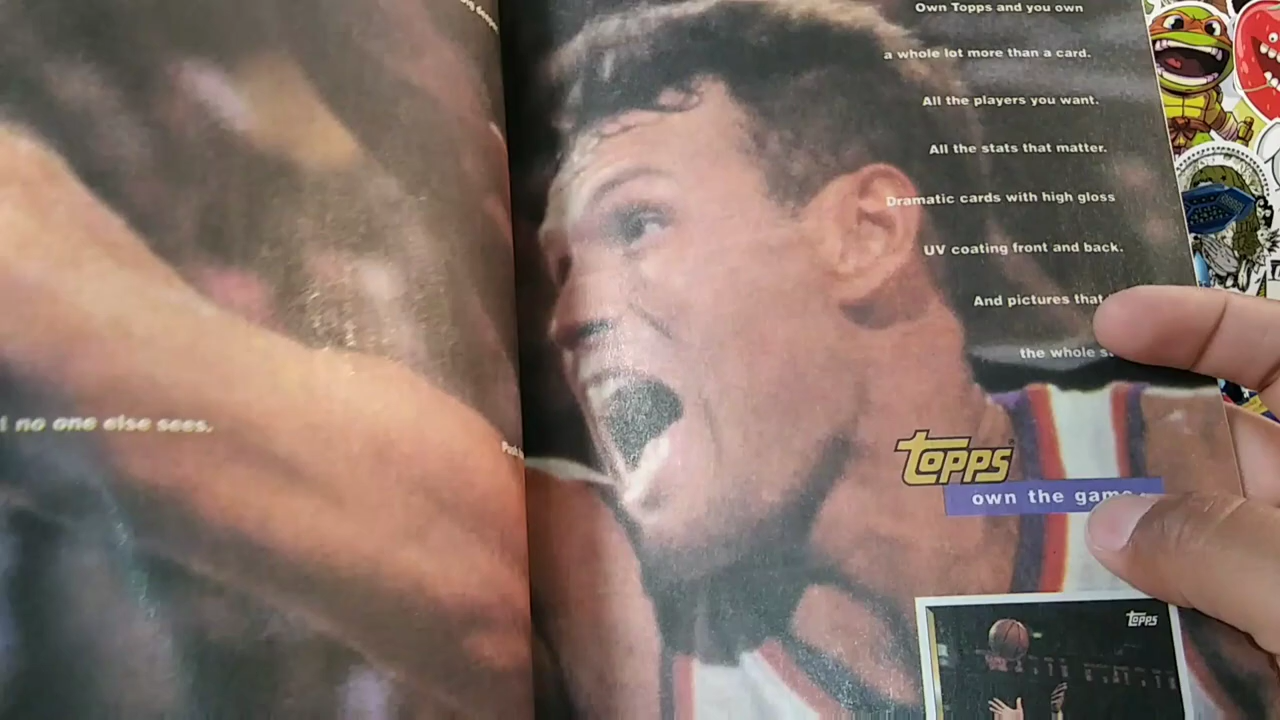 no one else sees.
Own Topps and you own
a whole lot more than a card.
All the players you want.
All the stats that matter.
Dramatic cards with high gloss
UV coating front and back.
And pictures that
the whole
Topps
own the game
Topps